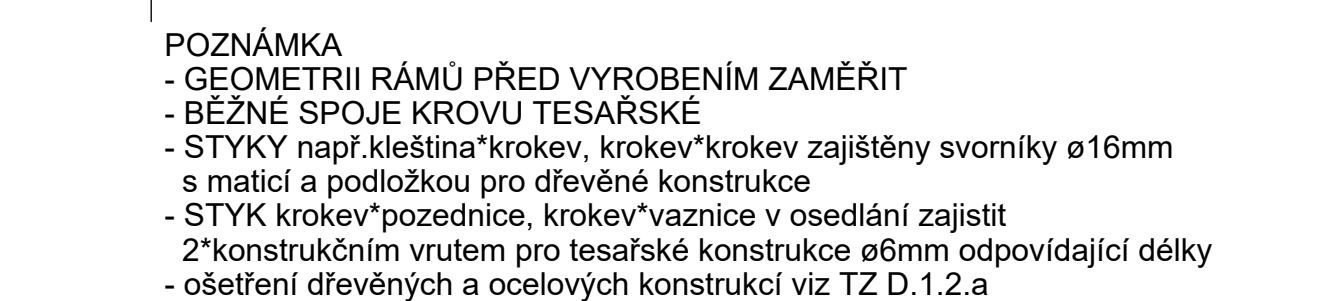 POZNÁMKA
- GEOMETRII RÁMŮ PŘED VYROBENÍM ZAMĚŘIT
- BĚŽNÉ SPOJE KROVU TESAŘSKÉ
- STYKY např.kleština*krokev, krokev*krokev zajištěny svorníky ø16mm
s maticí a podložkou pro dřevěné konstrukce
- STYK krokev*pozednice, krokev*vaznice v osedlání zajistit
2*konstrukčním vrutem pro tesařské konstrukce ø6mm odpovídající délky
- ošetření dřevěných a ocelových konstrukcí viz TZ D.1.2.a